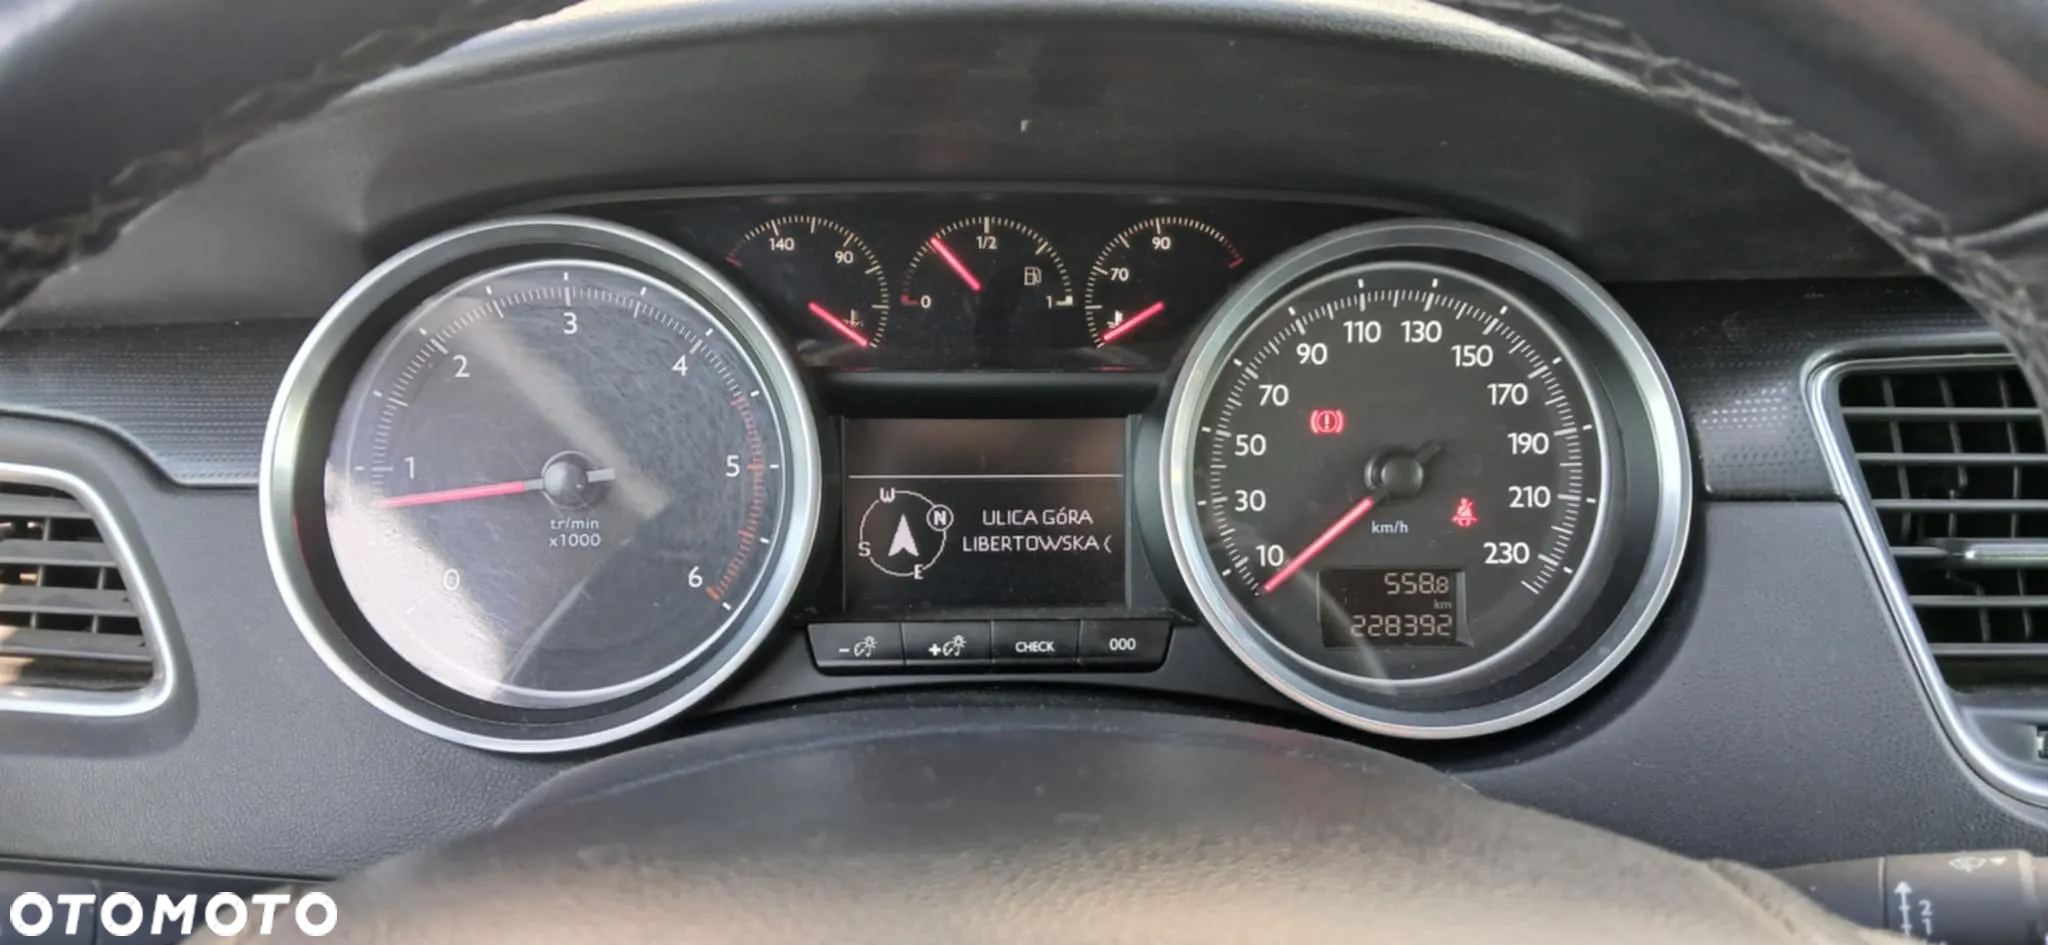 140 90
0 1/2 1
70 90
0 1 2 3 4 5 6
tr/min
x1000
W N S E
ULICA GÓRA
LIBERTOWSKA (
- + CHECK 000
10 30 50 70 90 110 130 150 170 190 210 230
km/h
558.8
km
228392
2
1
OTOMOTO